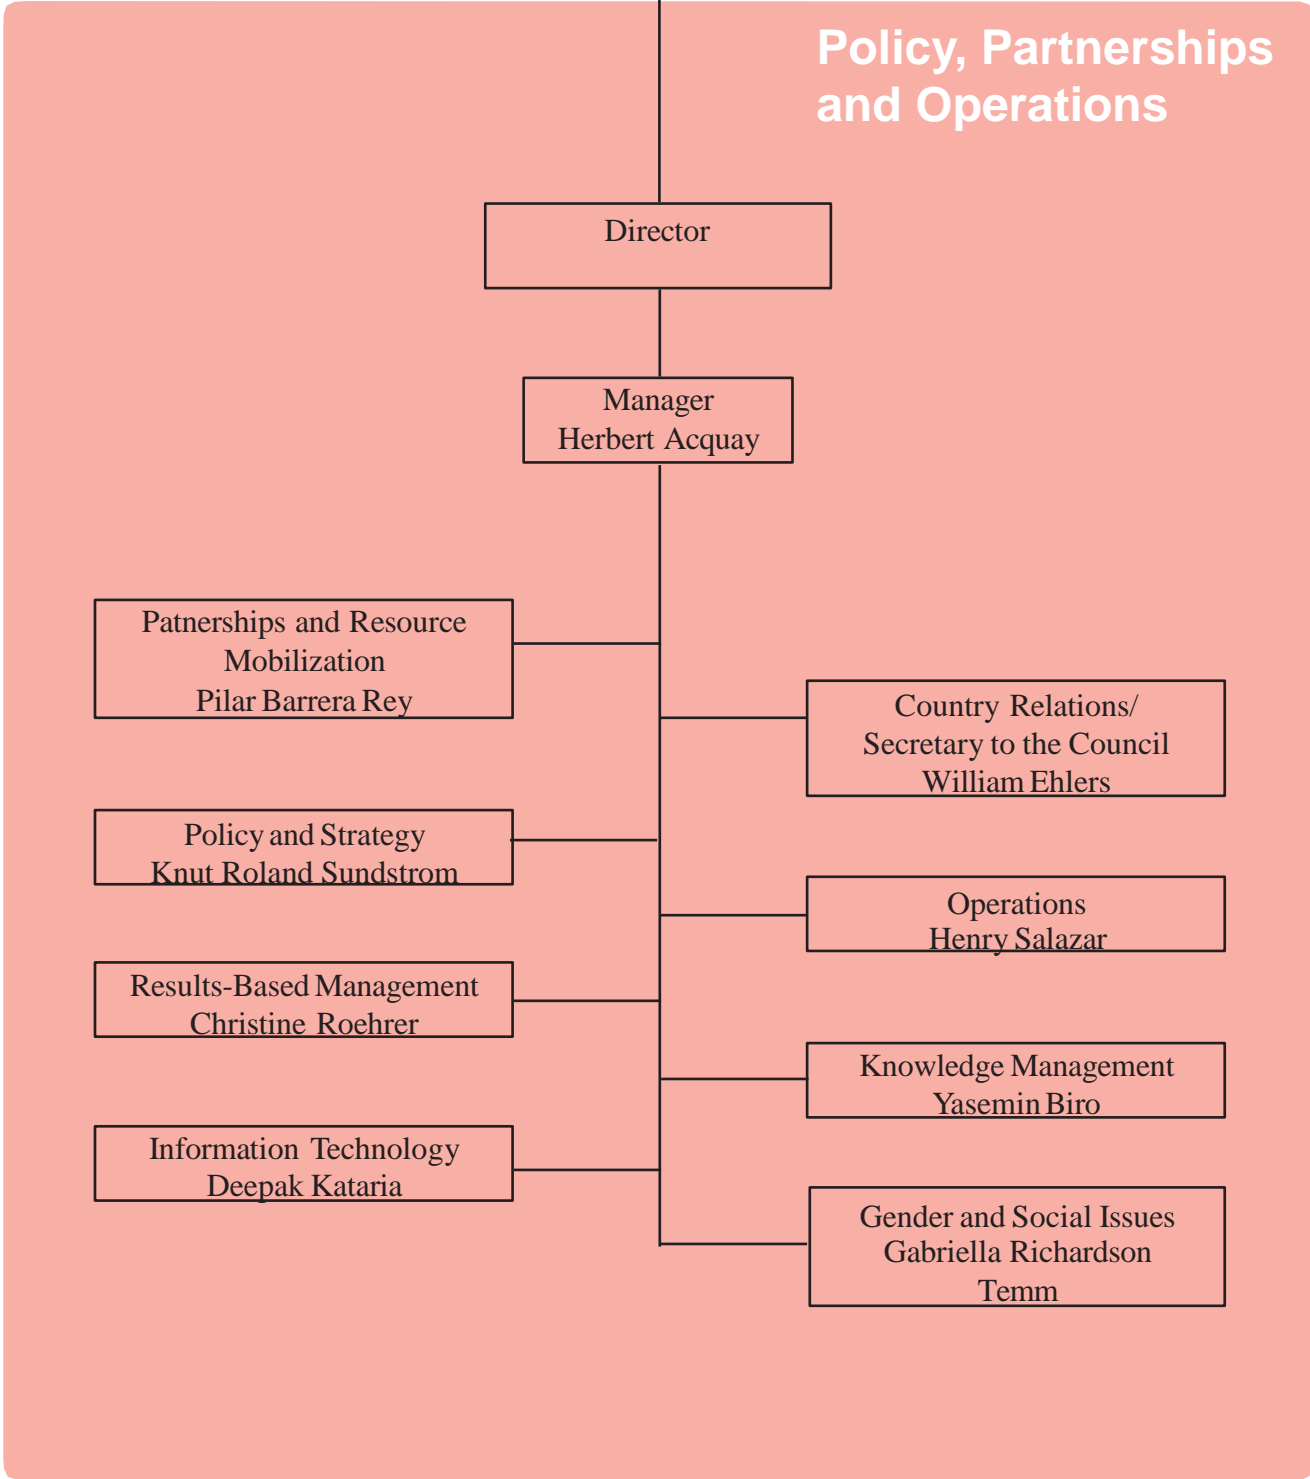 Policy, Partnerships
and Operations
Director
Manager
Herbert Acquay
Patnerships and Resource
Mobilization
Pilar Barrera Rey
Country Relations/
Secretary to the Council
William Ehlers
Policy and Strategy
Knut Roland Sundstrom
Operations
Henry Salazar
Results-Based Management
Christine Roehrer
Knowledge Management
Yasemin Biro
Information Technology
Deepak Kataria
Gender and Social Issues
Gabriella Richardson
Temm